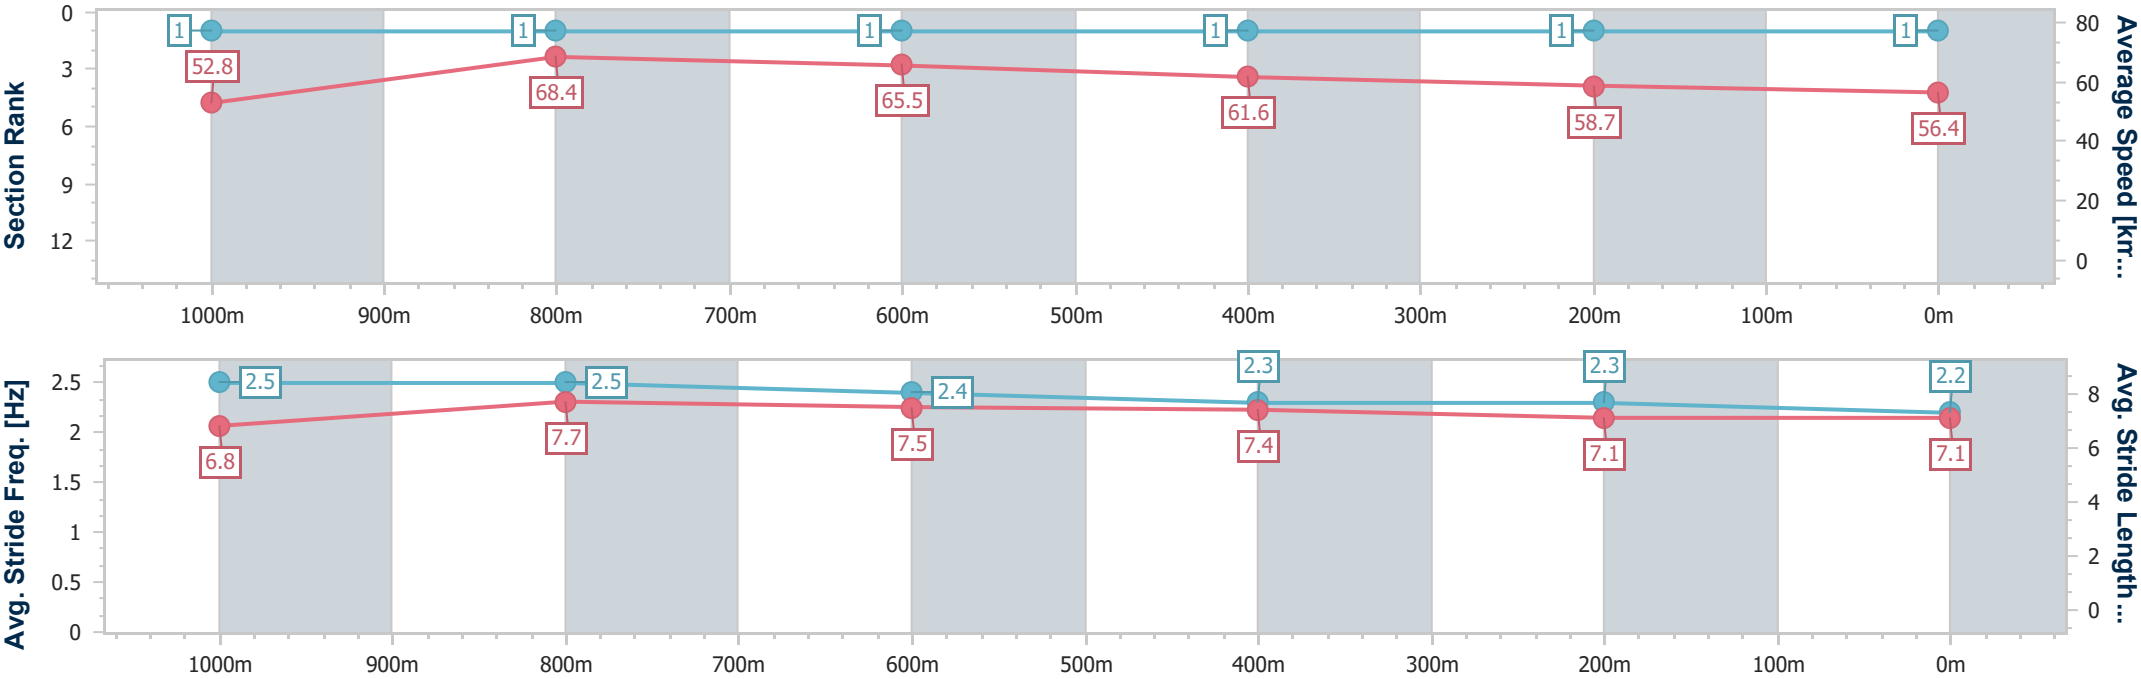 Section Rank
0
3
6
9
12
1
1
1
1
1
1
52.8
68.4
65.5
61.6
58.7
56.4
80
60
40
20
0
Average Speed [km...
1000m
900m
800m
700m
600m
500m
400m
300m
200m
100m
0m
Avg. Stride Freq. [Hz]
2.5
2
1.5
1
0.5
0
2.5
2.5
2.4
2.3
2.3
2.2
6.8
7.7
7.5
7.4
7.1
7.1
8
6
4
2
0
Avg. Stride Length ...
1000m
900m
800m
700m
600m
500m
400m
300m
200m
100m
0m